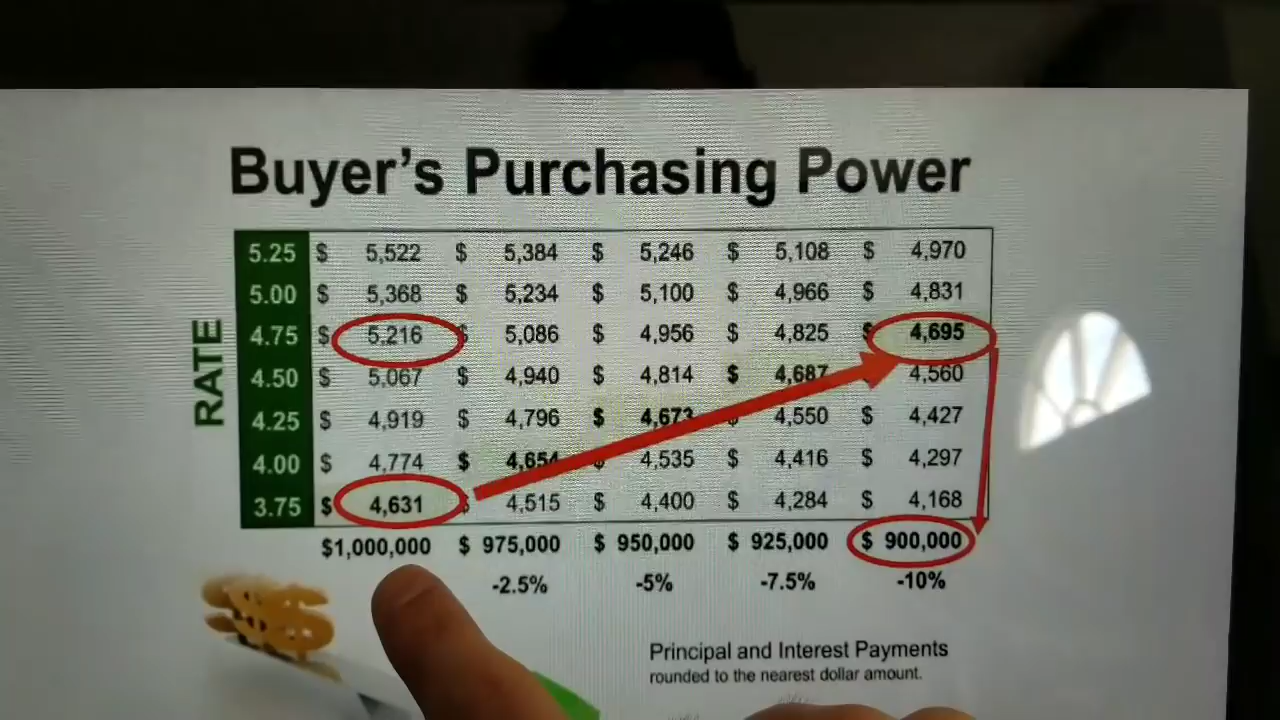 Buyer's Purchasing Power
RATE
5.25 $ 5,522 $ 5,384 $ 5,246 $ 5,108 $ 4,970
5.00 $ 5,368 $ 5,234 $ 5,100 $ 4,966 $ 4,831
4.75 $ 5,216 $ 5,086 $ 4,956 $ 4,825 $ 4,695
4.50 $ 5,067 $ 4,940 $ 4,814 $ 4,687 4,560
4.25 $ 4,919 $ 4,796 $ 4,673 $ 4,550 $ 4,427
4.00 $ 4,774 $ 4,654 $ 4,535 $ 4,416 $ 4,297
3.75 $ 4,631 $ 4,515 $ 4,400 $ 4,284 $ 4,168
$1,000,000 $ 975,000 $ 950,000 $ 925,000 $ 900,000
-2.5% -5% -7.5% -10%
$
Principal and Interest Payments
rounded to the nearest dollar amount.